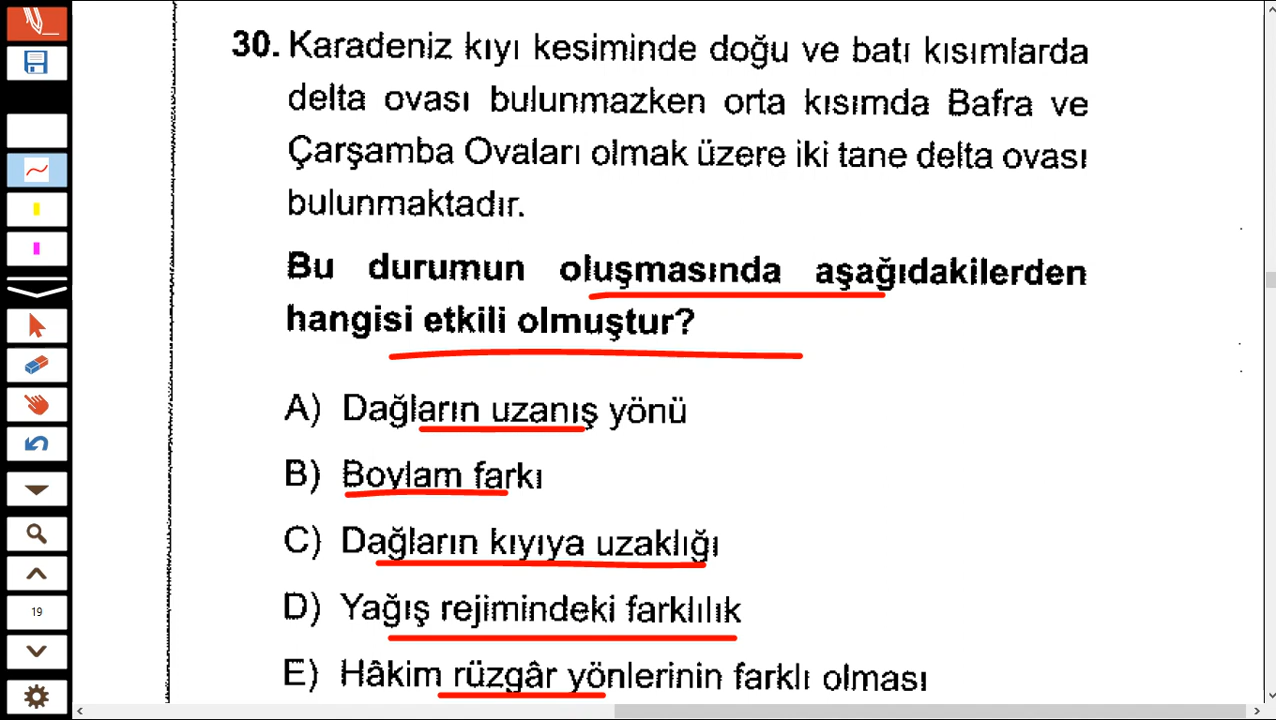 30. Karadeniz kıyı kesiminde doğu ve batı kısımlarda
delta ovası bulunmazken orta kısımda Bafra ve
Çarşamba Ovaları olmak üzere iki tane delta ovası
bulunmaktadır.
Bu durumun oluşmasında aşağıdakilerden
hangisi etkili olmuştur?
A) Dağların uzanış yönü
B) Boylam farkı
C) Dağların kıyıya uzaklığı
D) Yağış rejimindeki farklılık
19
E) Hâkim rüzgâr yönlerinin farklı olması